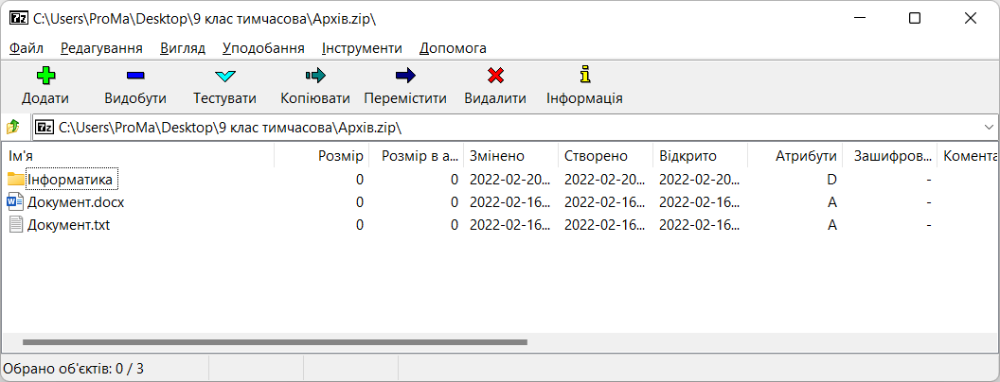 7z C:\Users\ProMa\Desktop\9 клас тимчасова\Архів.zip\
Файл Редагування Вигляд Уподобання Інструменти Допомога
Додати Видобути Тестувати Копіювати Перемістити Видалити Інформація
7z C:\Users\ProMa\Desktop\9 клас тимчасова\Архів.zip\
Ім'я Розмір Розмір в а... Змінено Створено Відкрито Атрибути Зашифров... Комента
Інформатика 0 0 2022-02-20... 2022-02-20... 2022-02-20... D -
Документ.docx 0 0 2022-02-16... 2022-02-16... 2022-02-16... A -
Документ.txt 0 0 2022-02-16... 2022-02-16... 2022-02-16... A -
Обрано об'єктів: 0 / 3